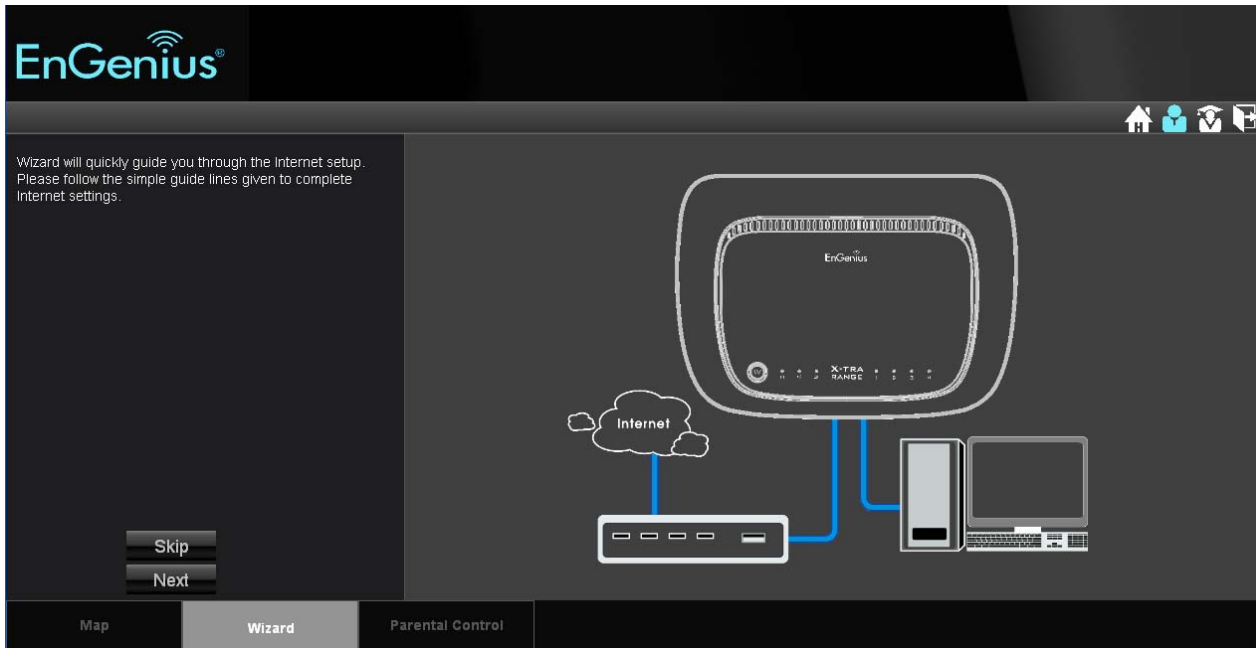 EnGenius®
Wizard will quickly guide you through the Internet setup.
Please follow the simple guide lines given to complete
Internet settings.
EnGenius
X-TRA
RANGE
Internet
Skip
Next
Map
Wizard
Parental Control